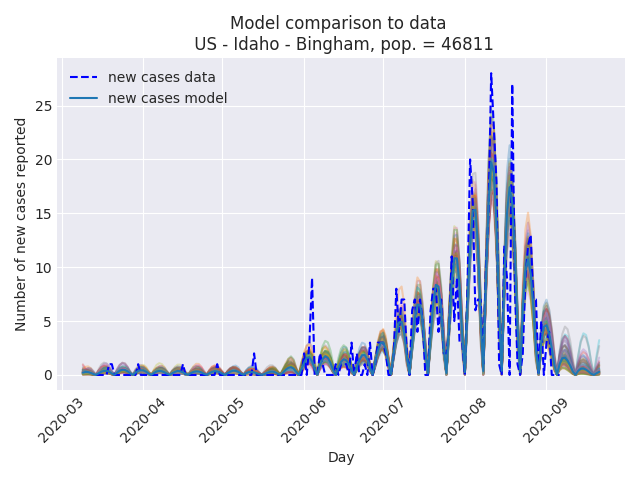 Model comparison to data
US - Idaho - Bingham, pop. = 46811
new cases data
new cases model
Number of new cases reported
25
20
15
10
5
0
2020-03
2020-04
2020-05
2020-06
2020-07
2020-08
2020-09
Day